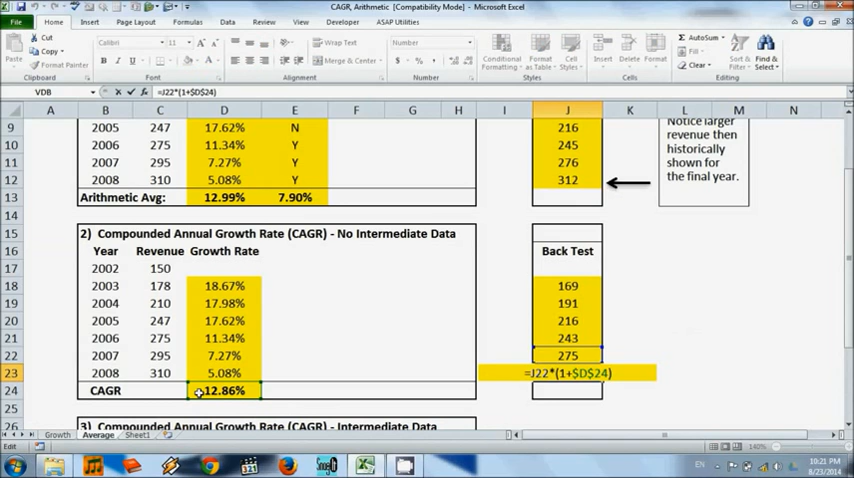 CAGR, Arithmetic [Compatibility Mode] - Microsoft Excel
File Home Insert Page Layout Formulas Data Review View Developer ASAP Utilities
Cut
Copy
Format Painter
Paste
Clipboard
Calibri 11
B I U
Font
Wrap Text
Merge & Center
Alignment
Number
$ % ,
Number
Conditional Formatting
Format as Table
Cell Styles
Styles
Insert Delete Format
Cells
Σ AutoSum
Fill
Clear
Sort & Filter
Find & Select
Editing
VDB fx =J22*(1+$D$24)
A B C D E F G H I J K L M N
9 2005 247 17.62% N 216
10 2006 275 11.34% Y 245
11 2007 295 7.27% Y 276
12 2008 310 5.08% Y 312
13 Arithmetic Avg: 12.99% 7.90%
Notice larger
revenue then
historically
shown for
the final year.
14
15 2) Compounded Annual Growth Rate (CAGR) - No Intermediate Data
16 Year Revenue Growth Rate Back Test
17 2002 150
18 2003 178 18.67% 169
19 2004 210 17.98% 191
20 2005 247 17.62% 216
21 2006 275 11.34% 243
22 2007 295 7.27% 275
23 2008 310 5.08% =J22*(1+$D$24)
24 CAGR 12.86%
25
26 3) Compounded Annual Growth Rate (CAGR) - Intermediate Data
Growth Average Sheet1
Edit 140%
EN 10:21 PM
8/23/2014